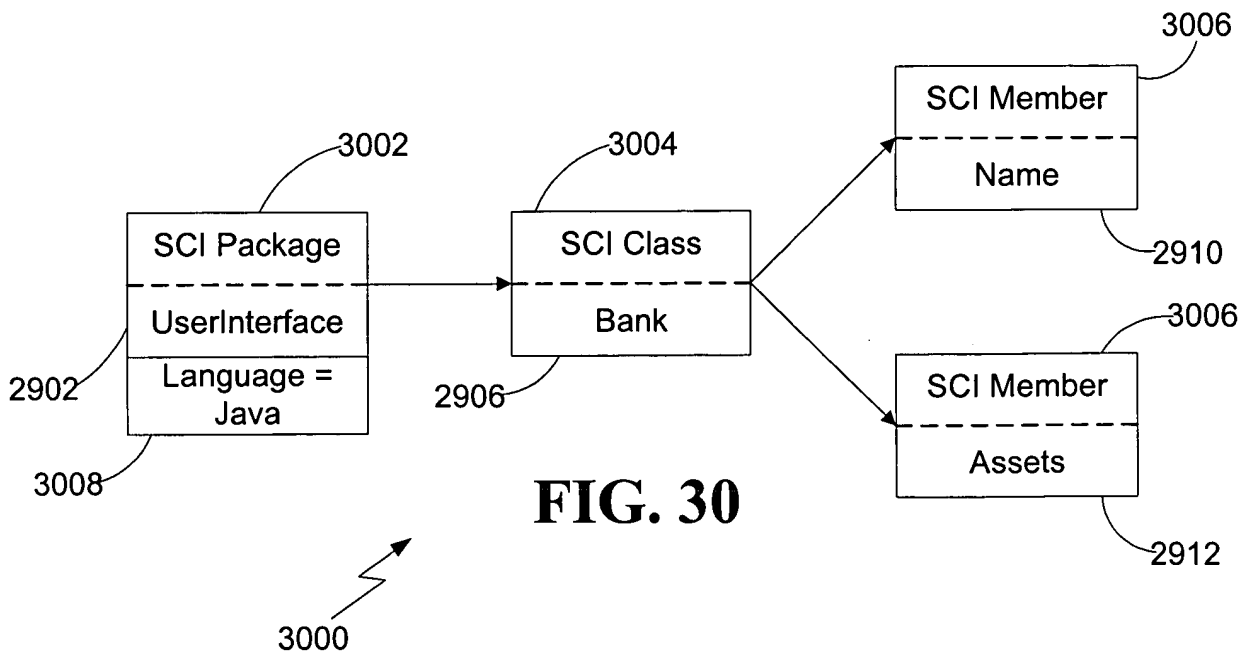 3006
SCI Member
Name
2910
3002
SCI Package
UserInterface
Language =
Java
2902
3008
3004
SCI Class
Bank
2906
3006
SCI Member
Assets
2912
FIG. 30
3000